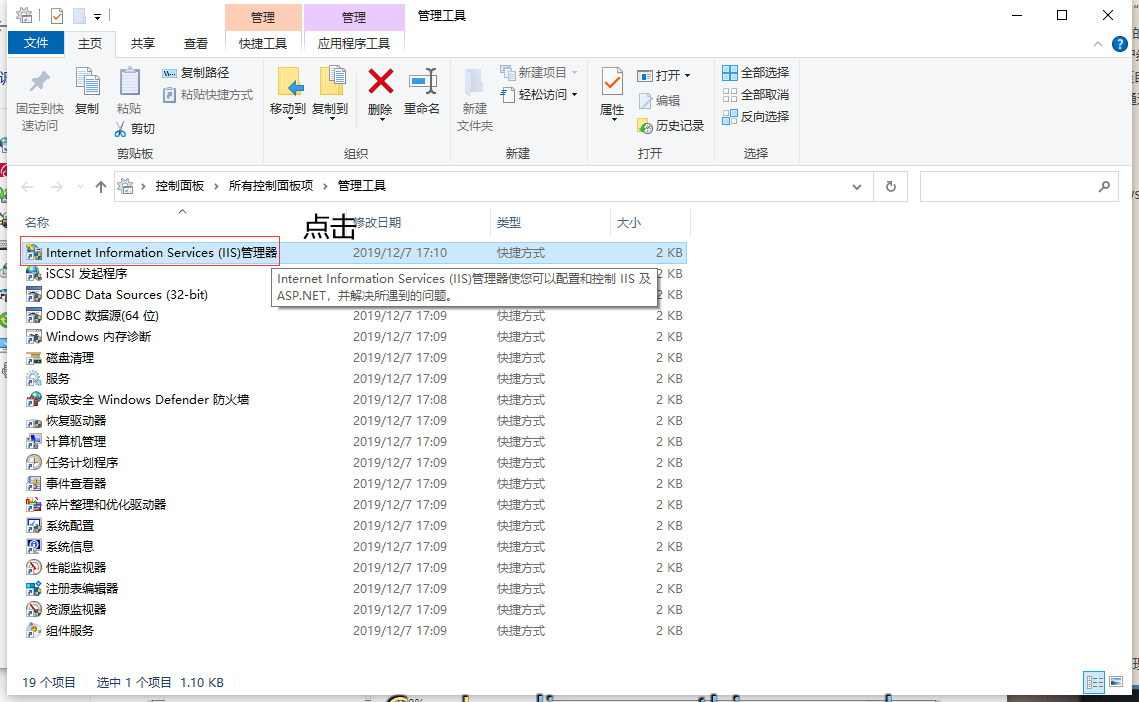 管理 管理 管理工具
文件 主页 共享 查看 快捷工具 应用程序工具
固定到快速访问
复制
粘贴
复制路径
粘贴快捷方式
剪切
剪贴板
移动到 复制到 删除 重命名
组织
新建文件夹
新建项目
轻松访问
新建
属性
打开
编辑
历史记录
打开
全部选择
全部取消
反向选择
选择
控制面板 › 所有控制面板项 › 管理工具
名称 修改日期 类型 大小
点击
Internet Information Services (IIS)管理器 2019/12/7 17:10 快捷方式 2 KB
Internet Information Services (IIS)管理器使您可以配置和控制 IIS 及
ASP.NET，并解决所遇到的问题。
iSCSI 发起程序 2 KB
ODBC Data Sources (32-bit) 2 KB
ODBC 数据源(64 位) 2019/12/7 17:09 快捷方式 2 KB
Windows 内存诊断 2019/12/7 17:09 快捷方式 2 KB
磁盘清理 2019/12/7 17:09 快捷方式 2 KB
服务 2019/12/7 17:09 快捷方式 2 KB
高级安全 Windows Defender 防火墙 2019/12/7 17:08 快捷方式 2 KB
恢复驱动器 2019/12/7 17:09 快捷方式 2 KB
计算机管理 2019/12/7 17:09 快捷方式 2 KB
任务计划程序 2019/12/7 17:09 快捷方式 2 KB
事件查看器 2019/12/7 17:09 快捷方式 2 KB
碎片整理和优化驱动器 2019/12/7 17:09 快捷方式 2 KB
系统配置 2019/12/7 17:09 快捷方式 2 KB
系统信息 2019/12/7 17:09 快捷方式 2 KB
性能监视器 2019/12/7 17:09 快捷方式 2 KB
注册表编辑器 2019/12/7 17:09 快捷方式 2 KB
资源监视器 2019/12/7 17:09 快捷方式 2 KB
组件服务 2019/12/7 17:09 快捷方式 2 KB
19 个项目 选中 1 个项目 1.10 KB